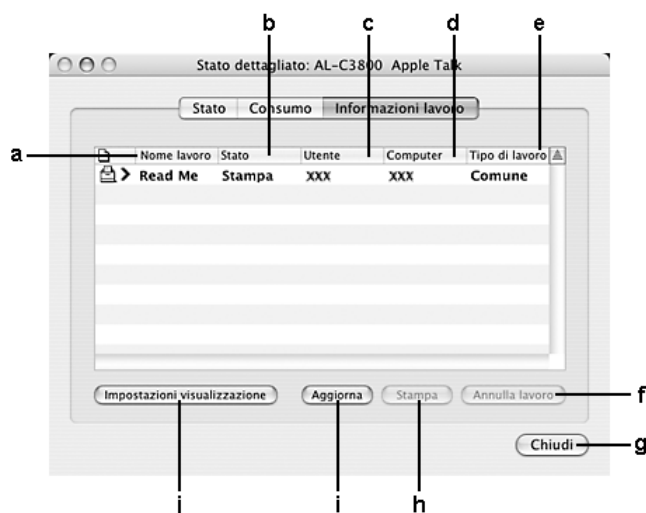 b c d e
Stato dettagliato: AL-C3800 Apple Talk
Stato Consumo Informazioni lavoro
a Nome lavoro Stato Utente Computer Tipo di lavoro
Read Me Stampa XXX XXX Comune
Impostazioni visualizzazione Aggiorna Stampa Annulla lavoro f
Chiudi g
j i h